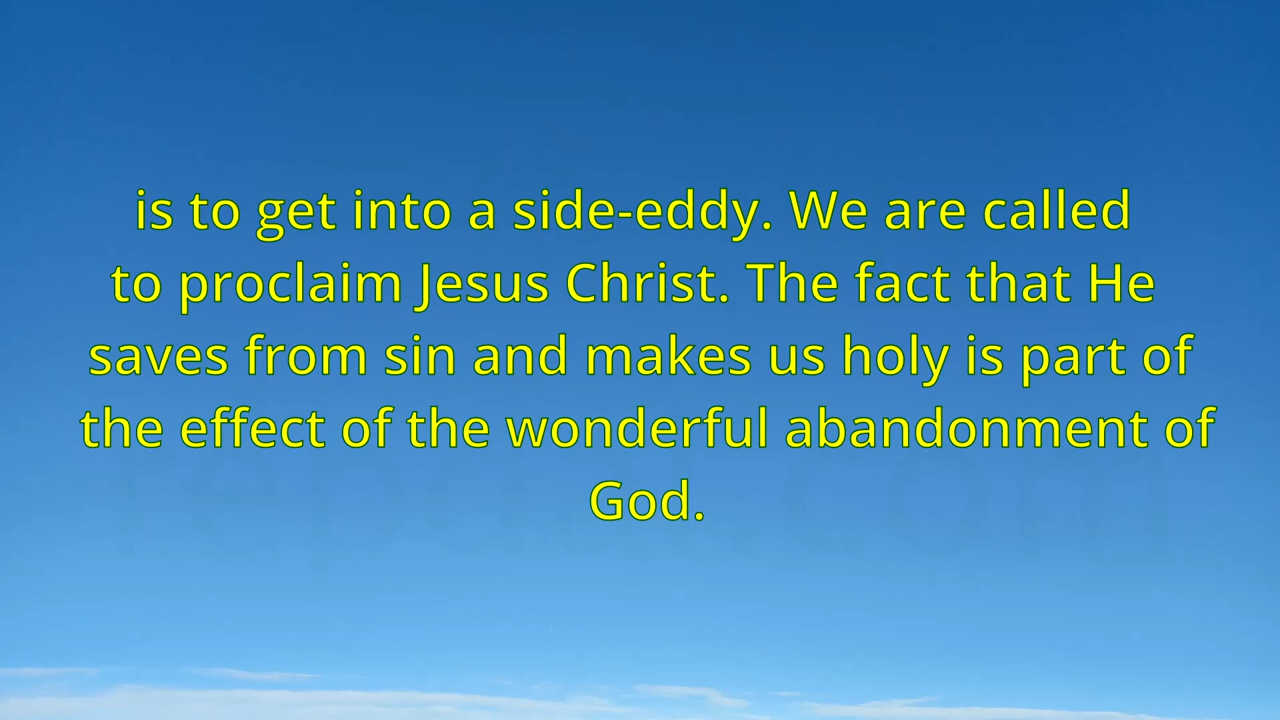 is to get into a side-eddy. We are called
to proclaim Jesus Christ. The fact that He
saves from sin and makes us holy is part of
the effect of the wonderful abandonment of
God.